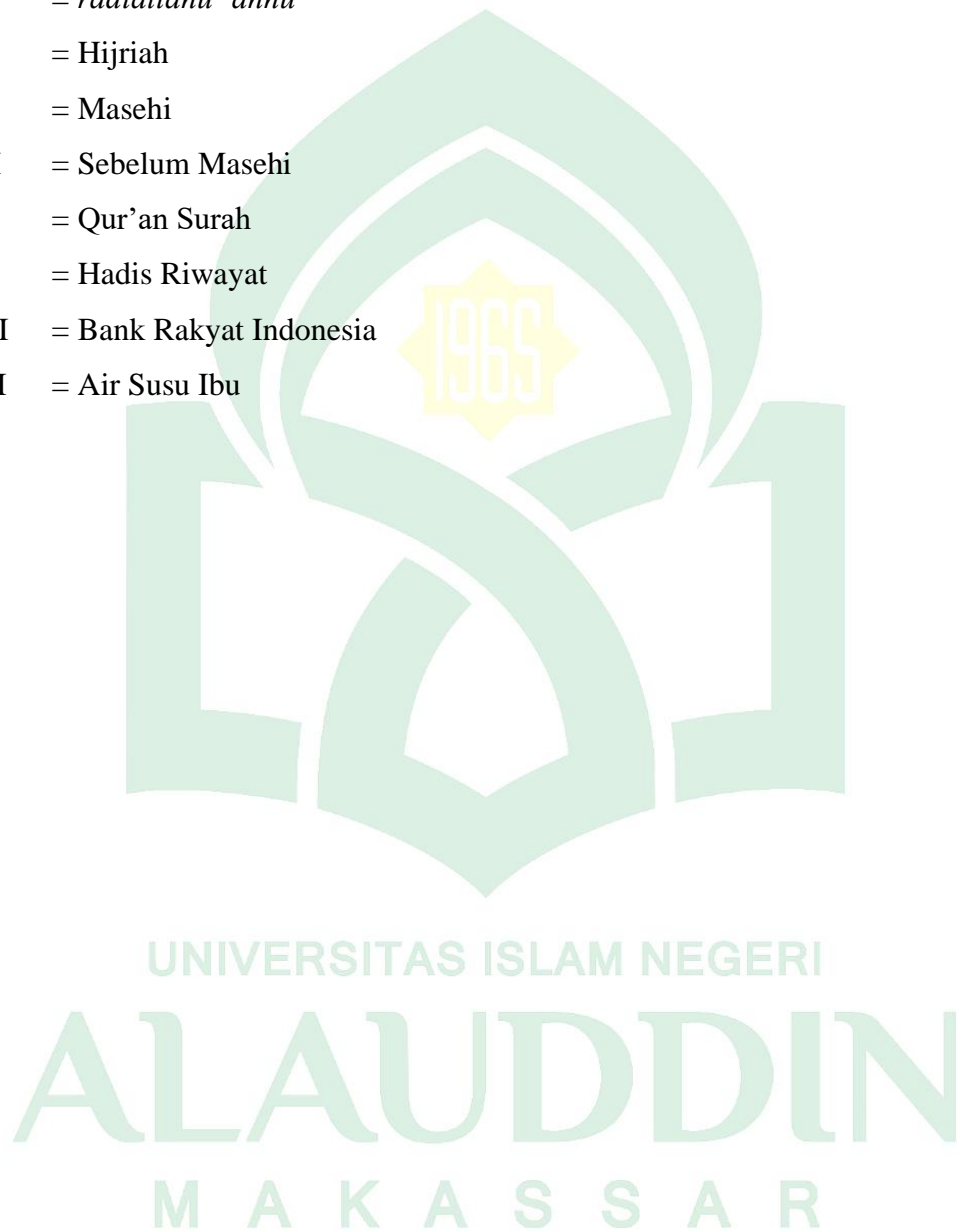 = Hijriah
= Masehi
= Sebelum Masehi
= Qur’an Surah
= Hadis Riwayat
I = Bank Rakyat Indonesia
I = Air Susu Ibu
1965
UNIVERSITAS ISLAM NEGERI
ALAUDDIN
MAKASSAR